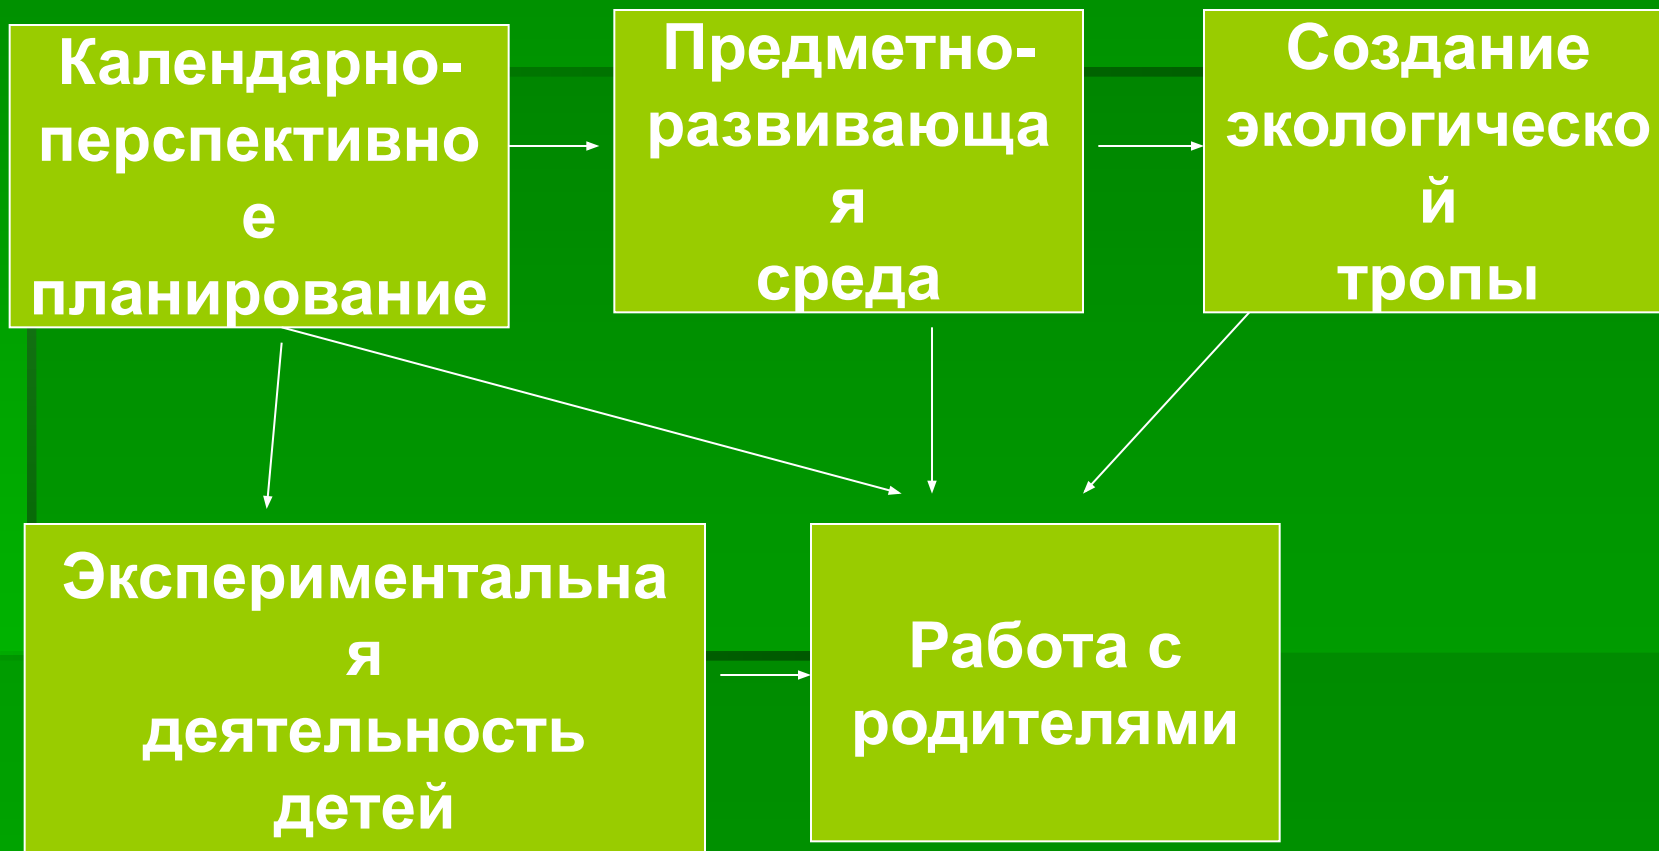 Календарно-
перспективно
е
планирование
Предметно-
развивающа
я
среда
Создание
экологическо
й
тропы
Экспериментальна
я
деятельность
детей
Работа с
родителями